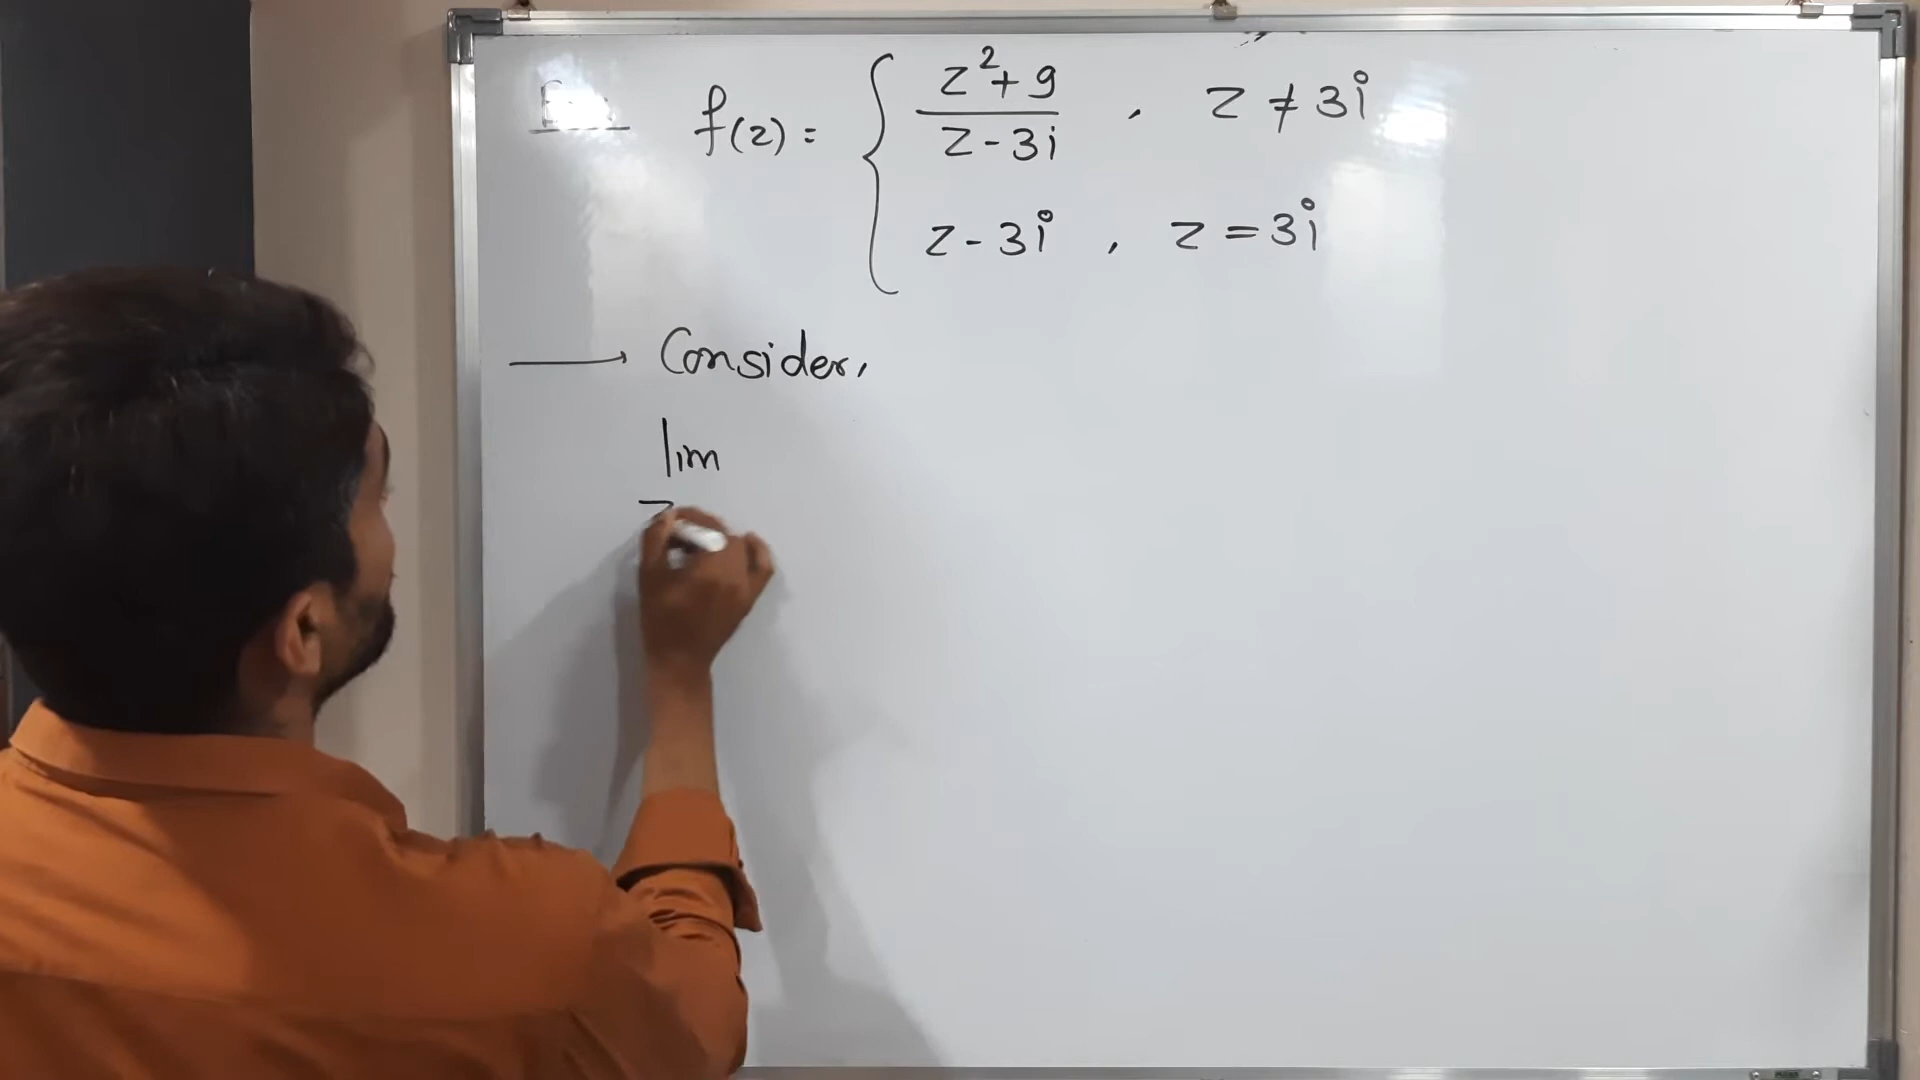 f(z) = { z²+9 / z-3i , z ≠ 3i
z-3i , z = 3i
→ Consider,
lim
z